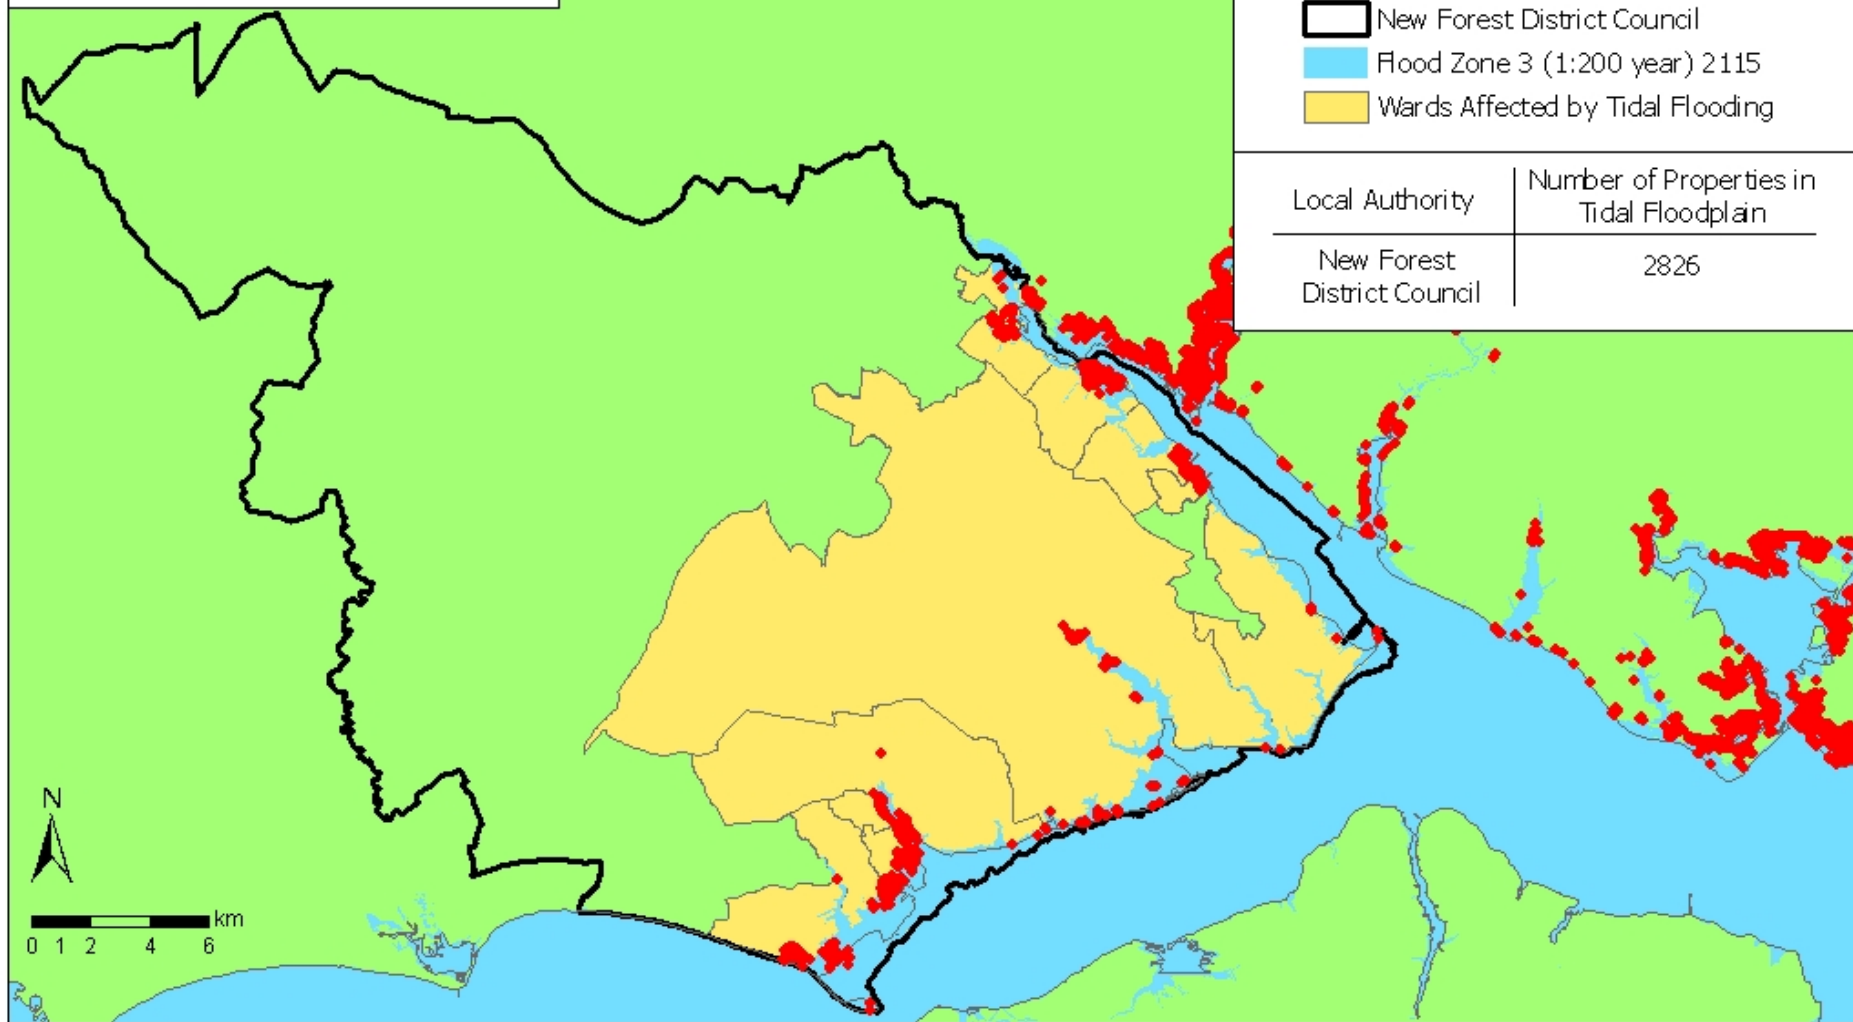 New Forest District Council
Flood Zone 3 (1:200 year) 2115
Wards Affected by Tidal Flooding
Local Authority
Number of Properties in
Tidal Floodplain
New Forest
District Council
2826
N
km
0 1 2 4 6